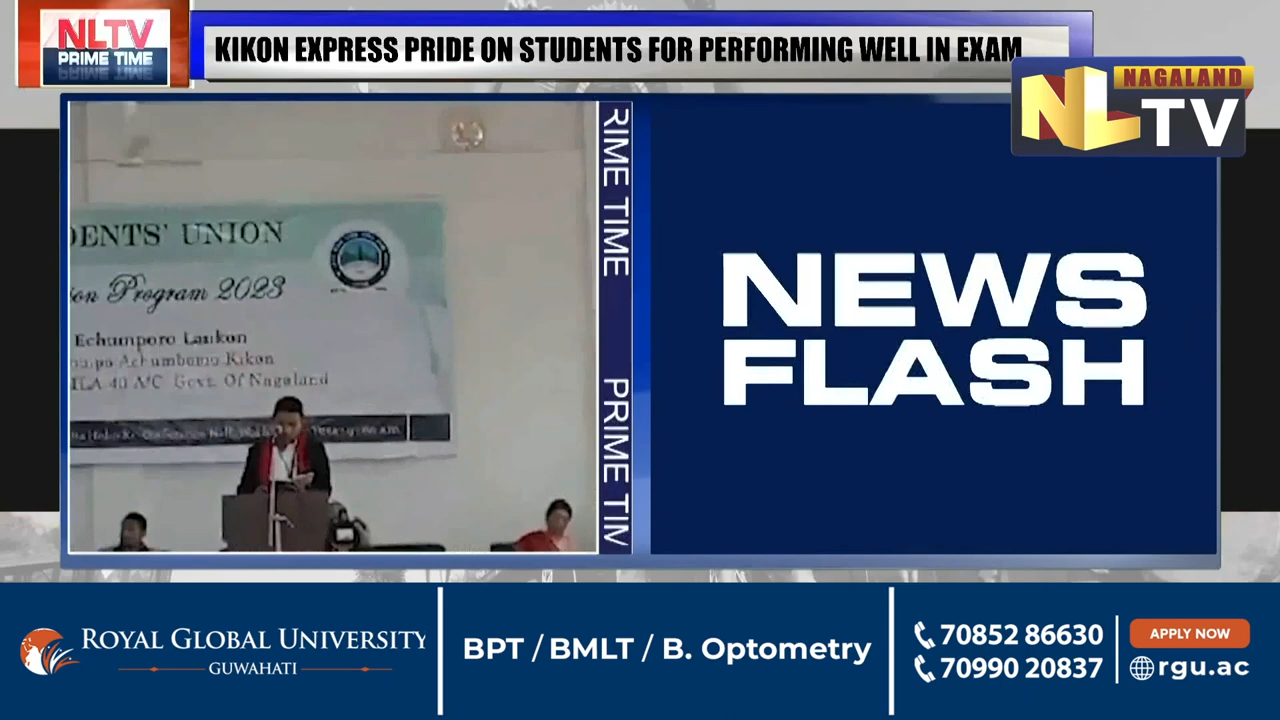 NLTV
PRIME TIME
KIKON EXPRESS PRIDE ON STUDENTS FOR PERFORMING WELL IN EXAM
NAGALAND
NLTV
DENTS' UNION
on Program 2023
Echumporo Lankon
Achumbemo Kikon
MLA 40 A/C Govt. Of Nagaland
RIME TIME
PRIME TIM
NEWS
FLASH
ROYAL GLOBAL UNIVERSITY
GUWAHATI
BPT / BMLT / B. Optometry
70852 86630
70990 20837
APPLY NOW
rgu.ac